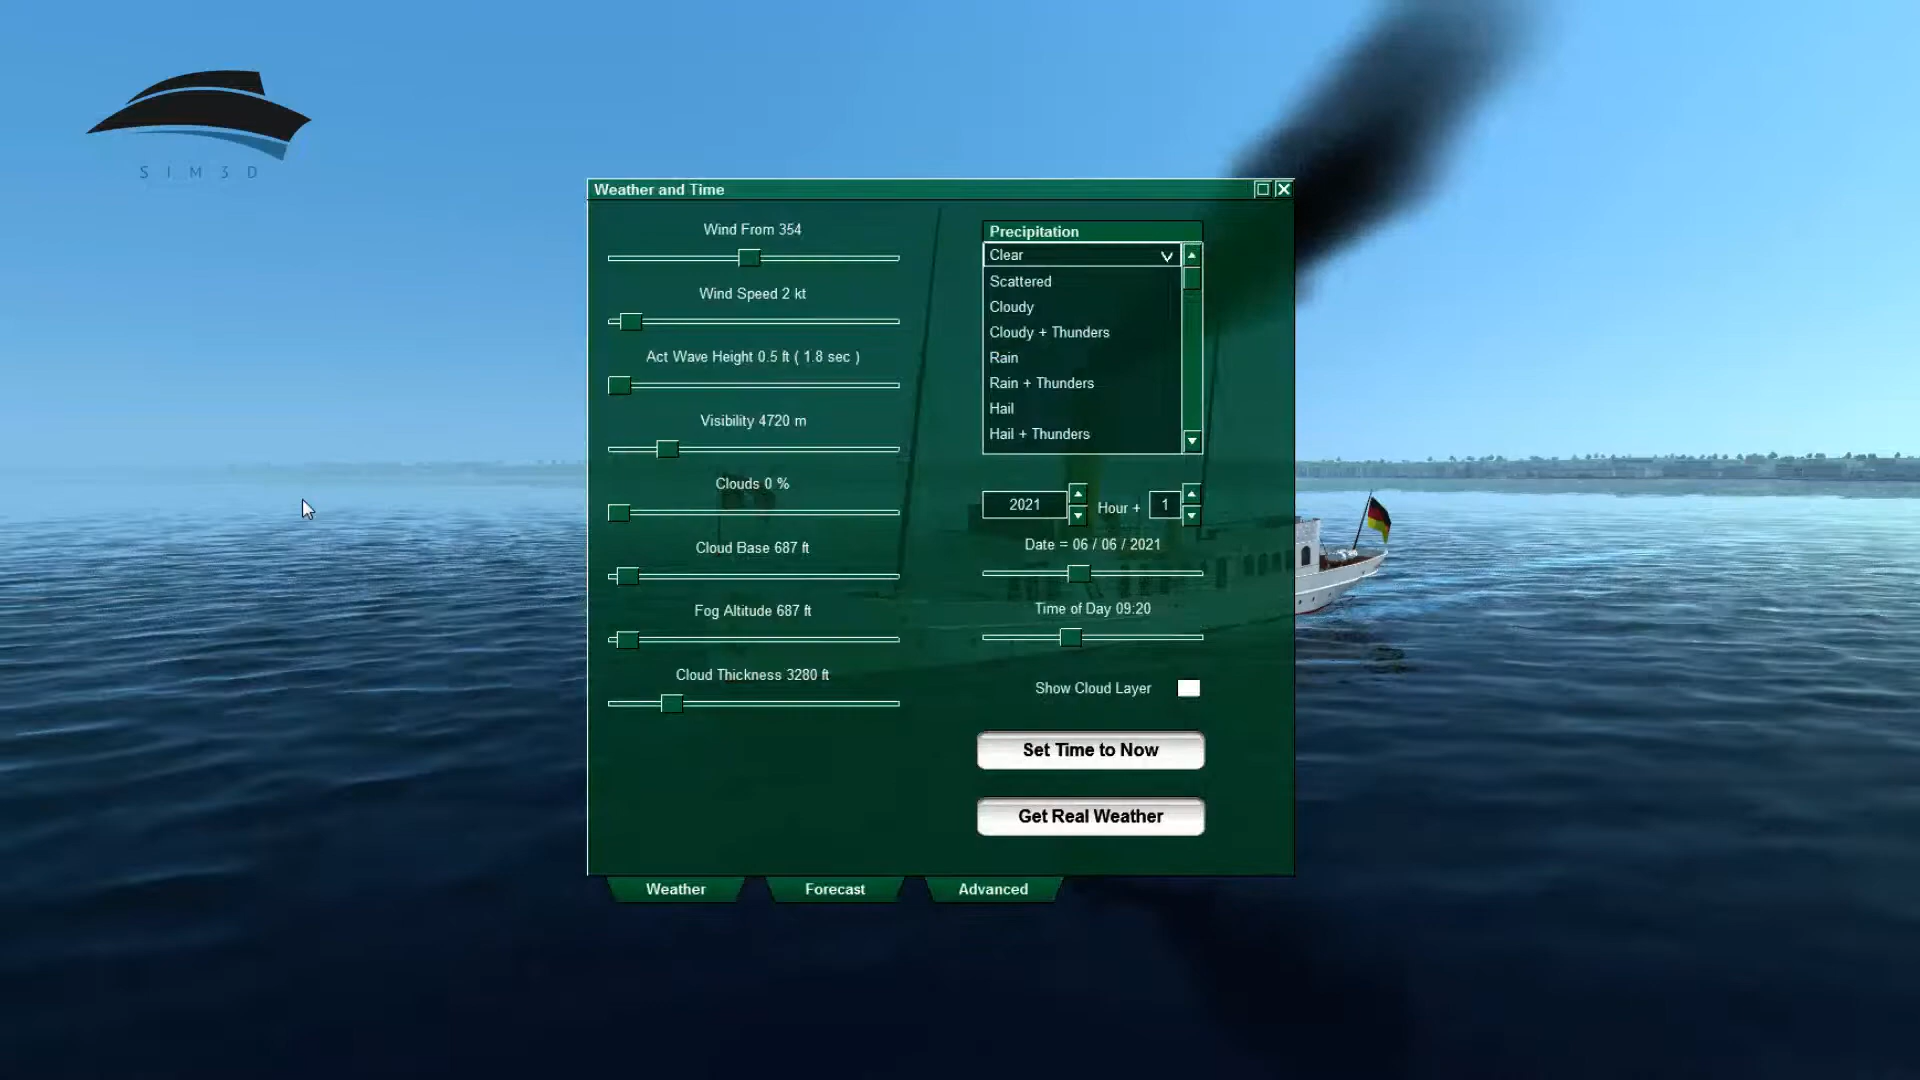 SIM3D
Weather and Time
Wind From 354
Wind Speed 2 kt
Act Wave Height 0.5 ft ( 1.8 sec )
Visibility 4720 m
Clouds 0 %
Cloud Base 687 ft
Fog Altitude 687 ft
Cloud Thickness 3280 ft
Precipitation
Clear
Scattered
Cloudy
Cloudy + Thunders
Rain
Rain + Thunders
Hail
Hail + Thunders
2021 Hour + 1
Date = 06 / 06 / 2021
Time of Day 09:20
Show Cloud Layer
Set Time to Now
Get Real Weather
Weather Forecast Advanced